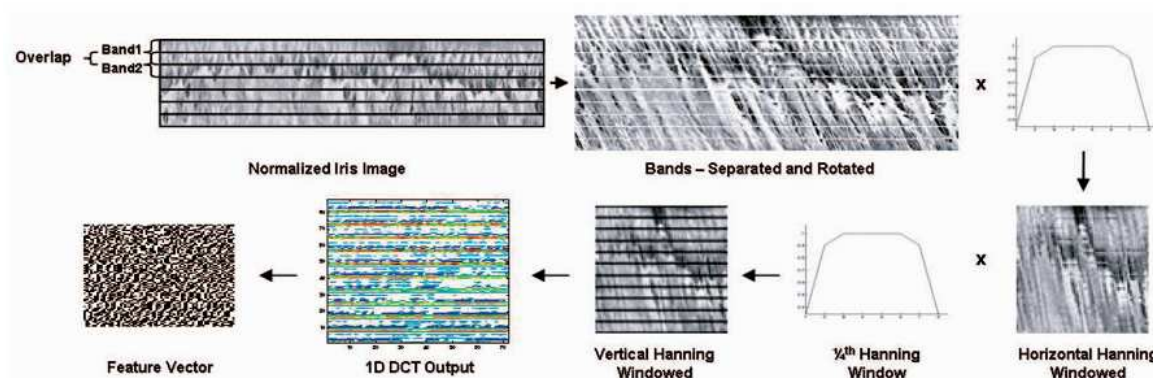 Band1
Overlap
Band2
x
Normalized Iris Image
Bands – Separated and Rotated
x
Feature Vector
1D DCT Output
Vertical Hanning
Windowed
¼th Hanning
Window
Horizontal Hanning
Windowed